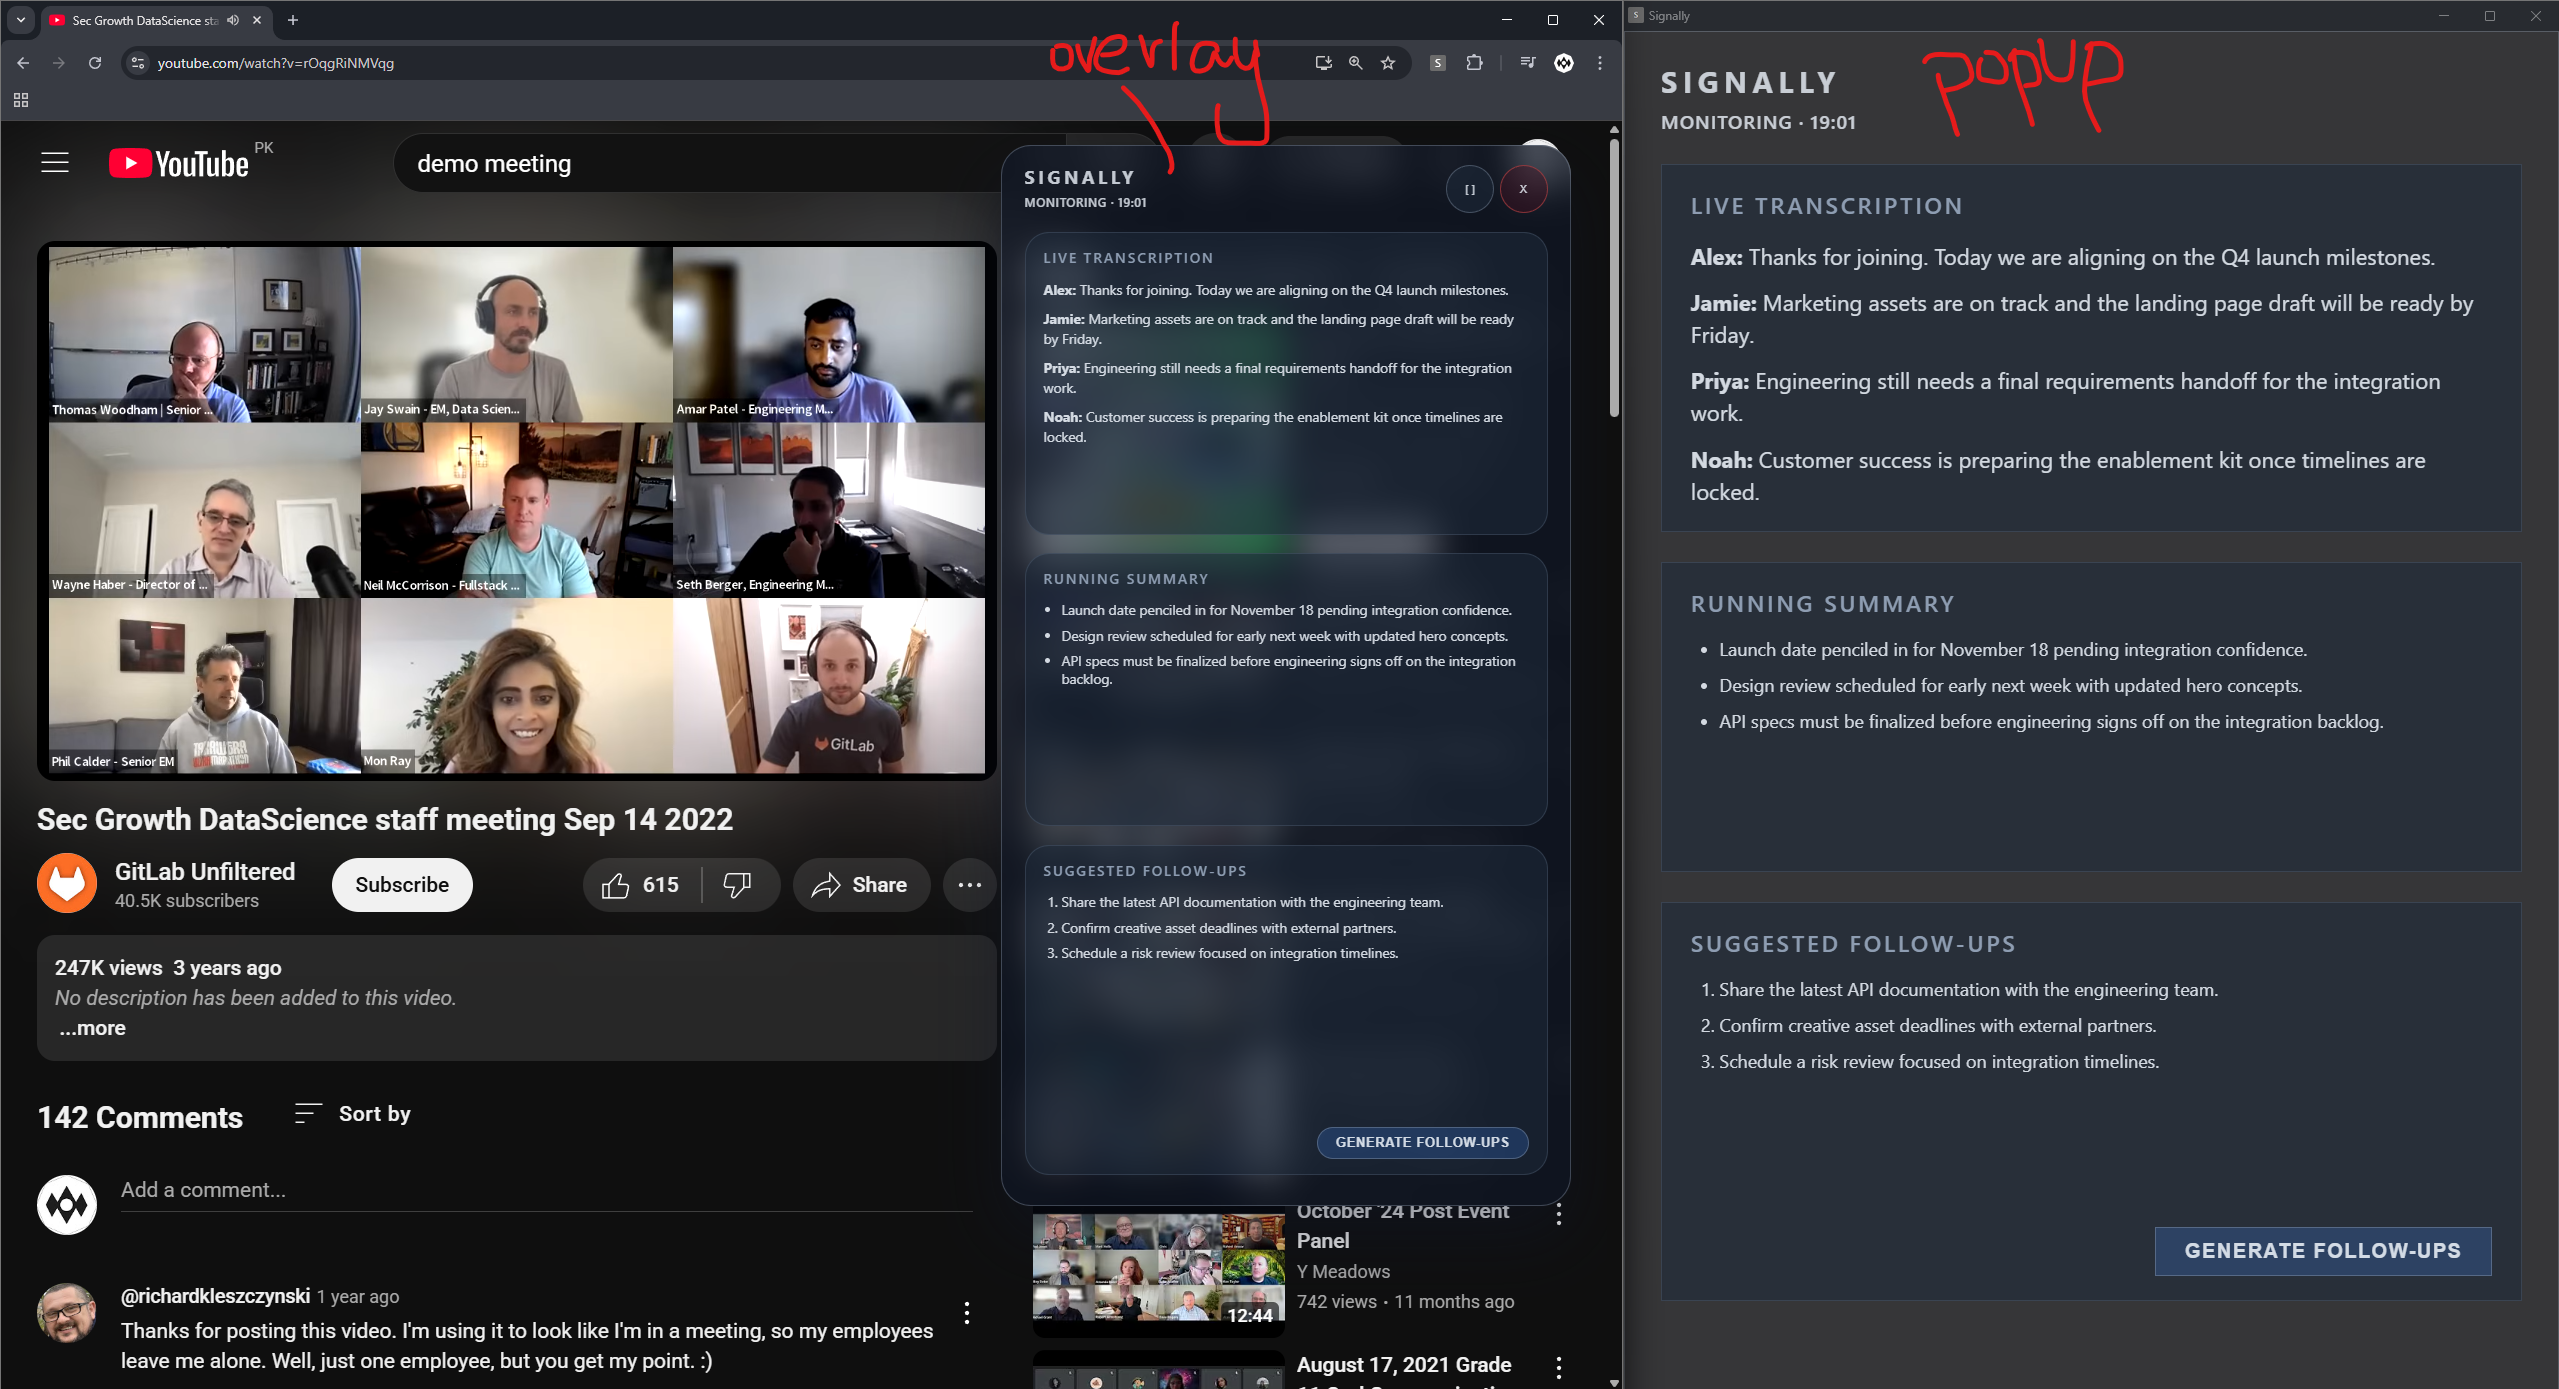 Sec Growth DataScience sta
youtube.com/watch?v=rOqgRiNMVqg
S
overlay
YouTube
PK
demo meeting
Thomas Woodham | Senior ...
Jay Swain - EM, Data Scien...
Amar Patel - Engineering M...
Wayne Haber - Director of ...
Neil McCorrison - Fullstack ...
Seth Berger, Engineering M...
Phil Calder - Senior EM
Mon Ray
GitLab
Sec Growth DataScience staff meeting Sep 14 2022
GitLab Unfiltered
40.5K subscribers
Subscribe
615
Share
247K views 3 years ago
No description has been added to this video.
...more
142 Comments
Sort by
Add a comment...
@richardkleszczynski 1 year ago
Thanks for posting this video. I'm using it to look like I'm in a meeting, so my employees
leave me alone. Well, just one employee, but you get my point. :)
SIGNALLY
MONITORING · 19:01
[ ]
X
LIVE TRANSCRIPTION
Alex: Thanks for joining. Today we are aligning on the Q4 launch milestones.
Jamie: Marketing assets are on track and the landing page draft will be ready
by Friday.
Priya: Engineering still needs a final requirements handoff for the integration
work.
Noah: Customer success is preparing the enablement kit once timelines are
locked.
RUNNING SUMMARY
• Launch date penciled in for November 18 pending integration confidence.
• Design review scheduled for early next week with updated hero concepts.
• API specs must be finalized before engineering signs off on the integration
backlog.
SUGGESTED FOLLOW-UPS
1. Share the latest API documentation with the engineering team.
2. Confirm creative asset deadlines with external partners.
3. Schedule a risk review focused on integration timelines.
GENERATE FOLLOW-UPS
October '24 Post Event
Panel
Y Meadows
742 views • 11 months ago
12:44
August 17, 2021 Grade
S Signally
popup
SIGNALLY
MONITORING · 19:01
LIVE TRANSCRIPTION
Alex: Thanks for joining. Today we are aligning on the Q4 launch milestones.
Jamie: Marketing assets are on track and the landing page draft will be ready by
Friday.
Priya: Engineering still needs a final requirements handoff for the integration
work.
Noah: Customer success is preparing the enablement kit once timelines are
locked.
RUNNING SUMMARY
• Launch date penciled in for November 18 pending integration confidence.
• Design review scheduled for early next week with updated hero concepts.
• API specs must be finalized before engineering signs off on the integration backlog.
SUGGESTED FOLLOW-UPS
1. Share the latest API documentation with the engineering team.
2. Confirm creative asset deadlines with external partners.
3. Schedule a risk review focused on integration timelines.
GENERATE FOLLOW-UPS